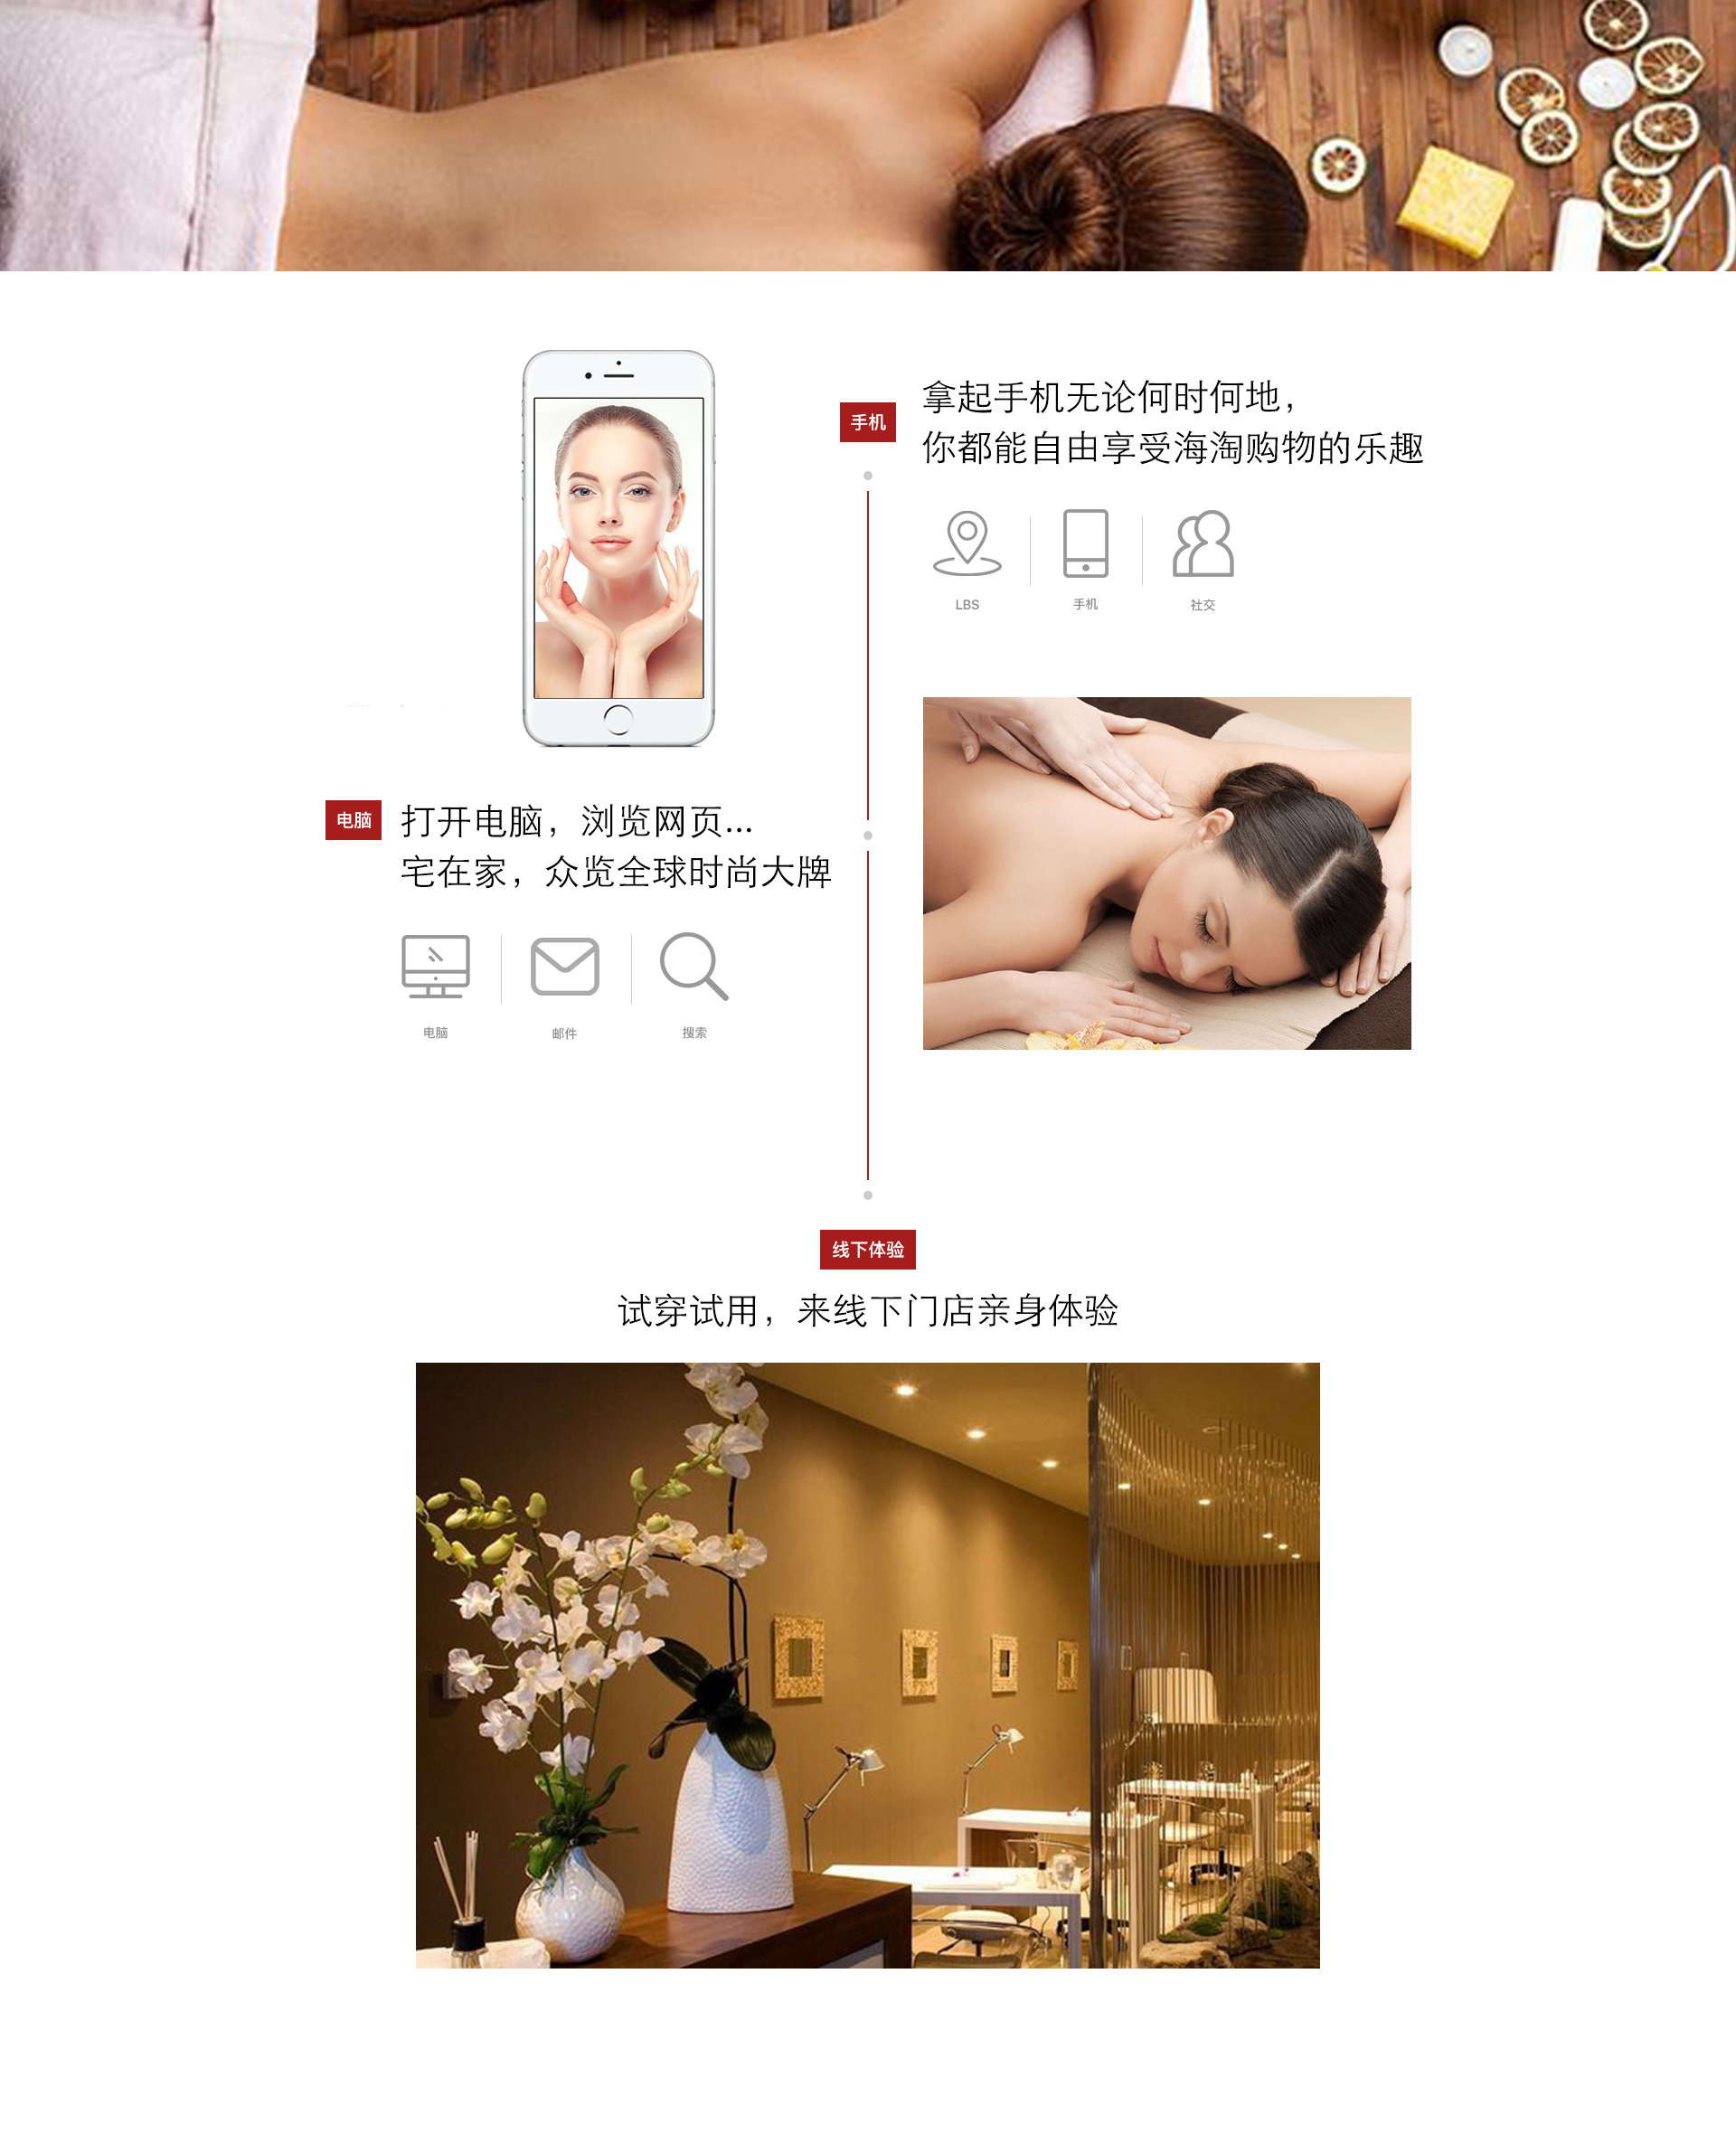 手机
拿起手机无论何时何地，
你都能自由享受海淘购物的乐趣
LBS
手机
社交
电脑
打开电脑，浏览网页...
宅在家，众览全球时尚大牌
电脑
邮件
搜索
线下体验
试穿试用，来线下门店亲身体验